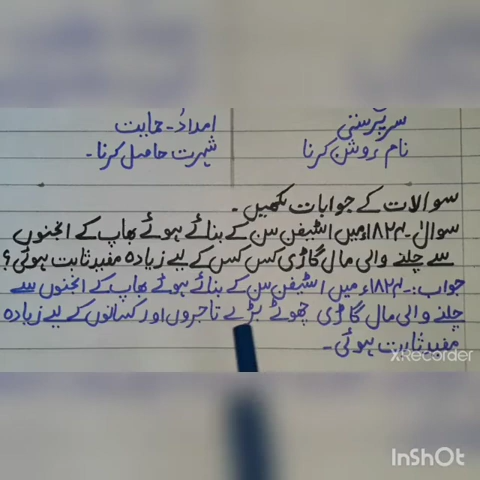 سرپرستی	امداد۔ حمایت
نام روشن کرنا	شہرت حاصل کرنا۔
سوالات کے جوابات لکھیں۔
سوال:۔ ۱۸۲۴ء میں اسٹیفن سن کے بنائے ہوئے بھاپ کے انجنوں
سے چلنے والی مال گاڑی کس کس کے لیے زیادہ مفید ثابت ہوئی؟
جواب:۔ ۱۸۲۴ء میں اسٹیفن سن کے بنائے ہوئے بھاپ کے انجنوں سے
چلنے والی مال گاڑی چھوٹے بڑے تاجروں اور کسانوں کے لیے زیادہ
مفید ثابت ہوئی۔
XRecorder
InShOt